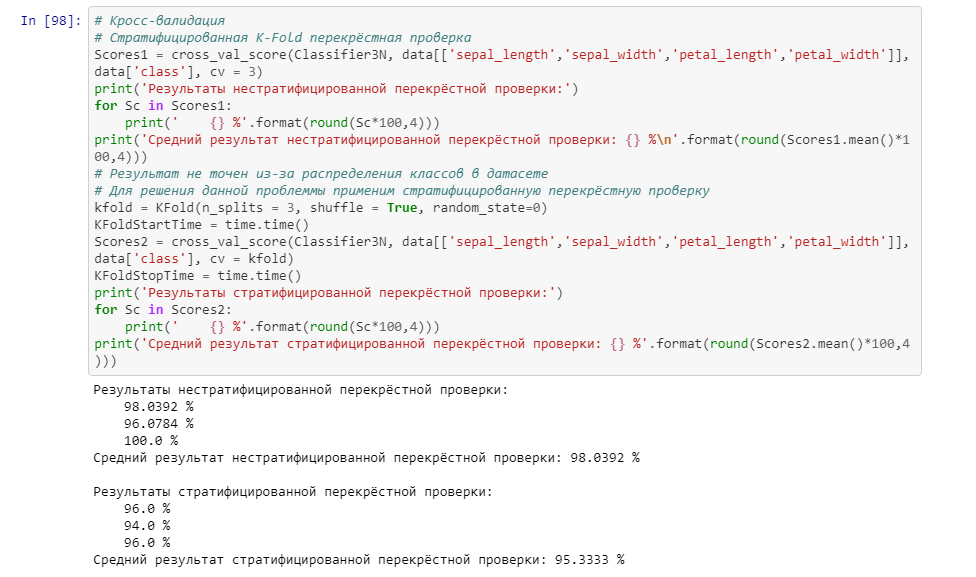 In [98]: # Кросс-валидация
# Стратифицированная K-Fold перекрёстная проверка
Scores1 = cross_val_score(Classifier3N, data[['sepal_length','sepal_width','petal_length','petal_width']],
data['class'], cv = 3)
print('Результаты нестратифицированной перекрёстной проверки:')
for Sc in Scores1:
    print('    {} %'.format(round(Sc*100,4)))
print('Средний результат нестратифицированной перекрёстной проверки: {} %\n'.format(round(Scores1.mean()*1
00,4)))
# Результат не точен из-за распределения классов в датасете
# Для решения данной проблеммы применим стратифицированную перекрёстную проверку
kfold = KFold(n_splits = 3, shuffle = True, random_state=0)
KFoldStartTime = time.time()
Scores2 = cross_val_score(Classifier3N, data[['sepal_length','sepal_width','petal_length','petal_width']],
data['class'], cv = kfold)
KFoldStopTime = time.time()
print('Результаты стратифицированной перекрёстной проверки:')
for Sc in Scores2:
    print('    {} %'.format(round(Sc*100,4)))
print('Средний результат стратифицированной перекрёстной проверки: {} %'.format(round(Scores2.mean()*100,4
)))
Результаты нестратифицированной перекрёстной проверки:
    98.0392 %
    96.0784 %
    100.0 %
Средний результат нестратифицированной перекрёстной проверки: 98.0392 %

Результаты стратифицированной перекрёстной проверки:
    96.0 %
    94.0 %
    96.0 %
Средний результат стратифицированной перекрёстной проверки: 95.3333 %